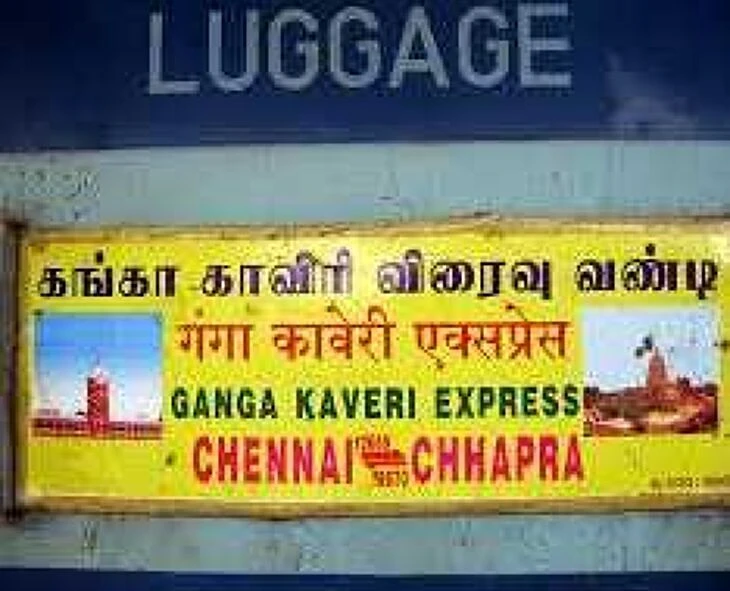 LUGGAGE
கங்கா காவிரி விரைவு வண்டி
गंगा कावेरी एक्सप्रेस
GANGA KAVERI EXPRESS
CHENNAI CHHAPRA